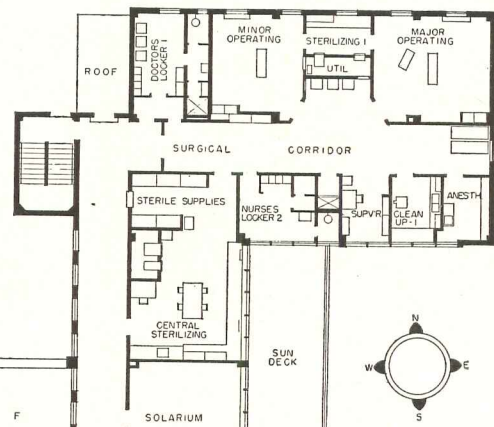 ROOF
DOCTORS
LOCKER 1
MINOR
OPERATING
STERILIZING 1
UTIL
MAJOR
OPERATING
SURGICAL CORRIDOR
STERILE SUPPLIES
NURSES
LOCKER 2
SUPV'R
CLEAN
UP-1
ANESTH.
CENTRAL
STERILIZING
SUN
DECK
SOLARIUM
F
N
W
E
S